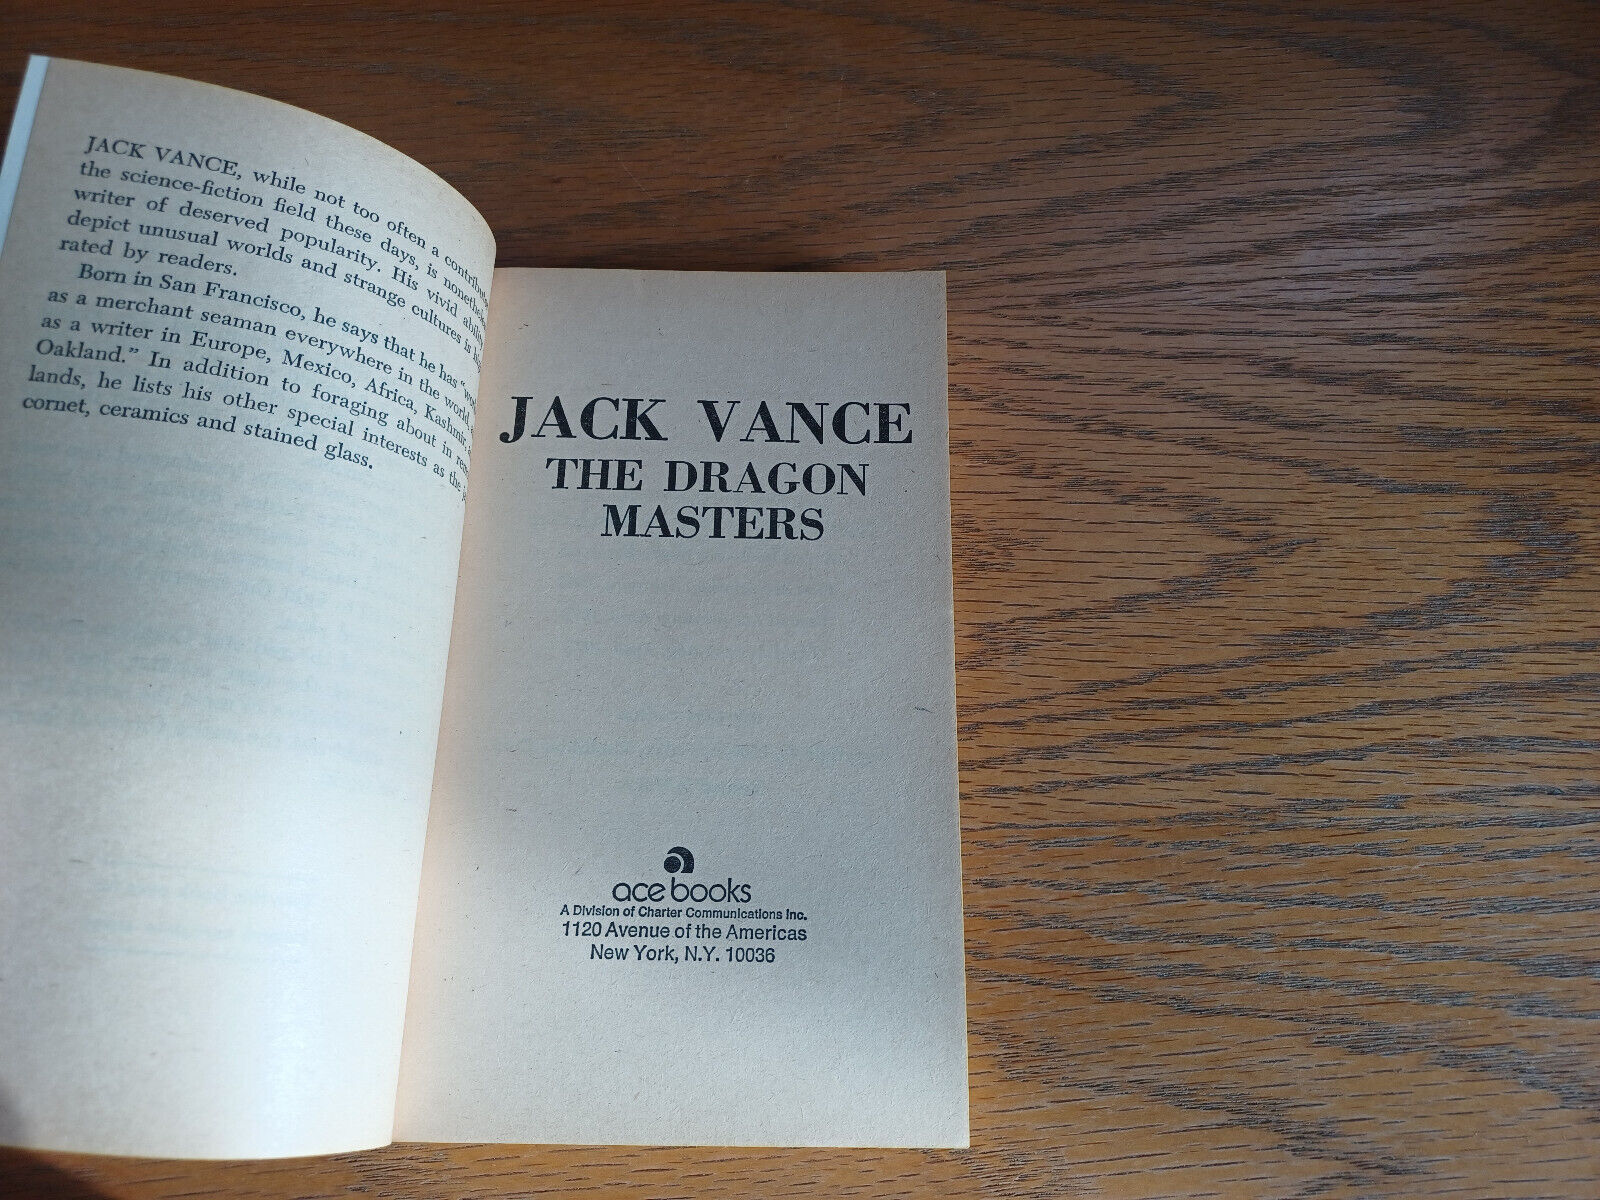 JACK VANCE, while not too often a
the science-fiction field these days, is
writer of deserved popularity. His vivid
depict unusual worlds and strange cultures is
rated by readers.
Born in San Francisco, he says that he has
as a merchant seaman everywhere in the world,
as a writer in Europe, Mexico, Africa, Kashmir,
Oakland.” In addition to foraging about in
lands, he lists his other special interests as the
cornet, ceramics and stained glass.
JACK VANCE
THE DRAGON
MASTERS
ace books
A Division of Charter Communications Inc.
1120 Avenue of the Americas
New York, N.Y. 10036